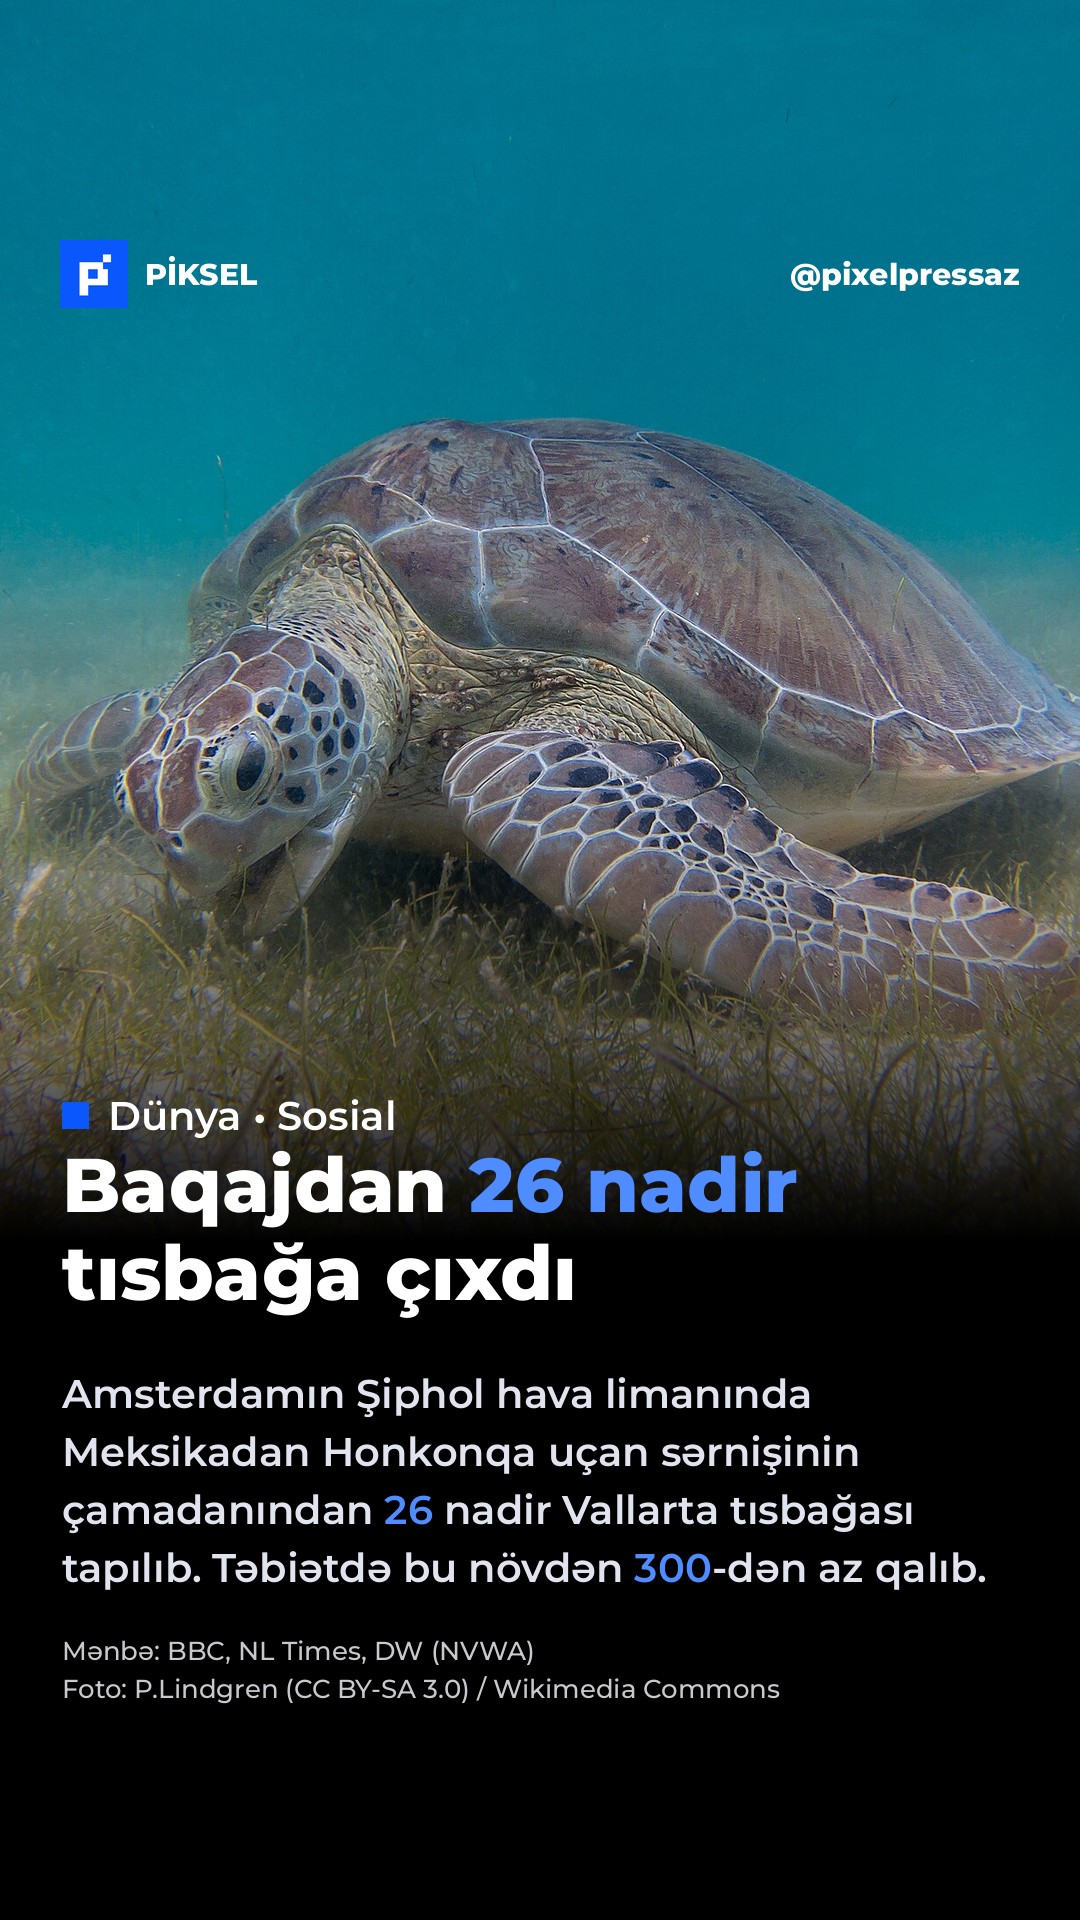 PİKSEL
@pixelpressaz
Dünya • Sosial
Baqajdan 26 nadir
tısbağa çıxdı
Amsterdamın Şiphol hava limanında
Meksikadan Honkonqa uçan sərnişinin
çamadanından 26 nadir Vallarta tısbağası
tapılıb. Təbiətdə bu növdən 300-dən az qalıb.
Mənbə: BBC, NL Times, DW (NVWA)
Foto: P.Lindgren (CC BY-SA 3.0) / Wikimedia Commons